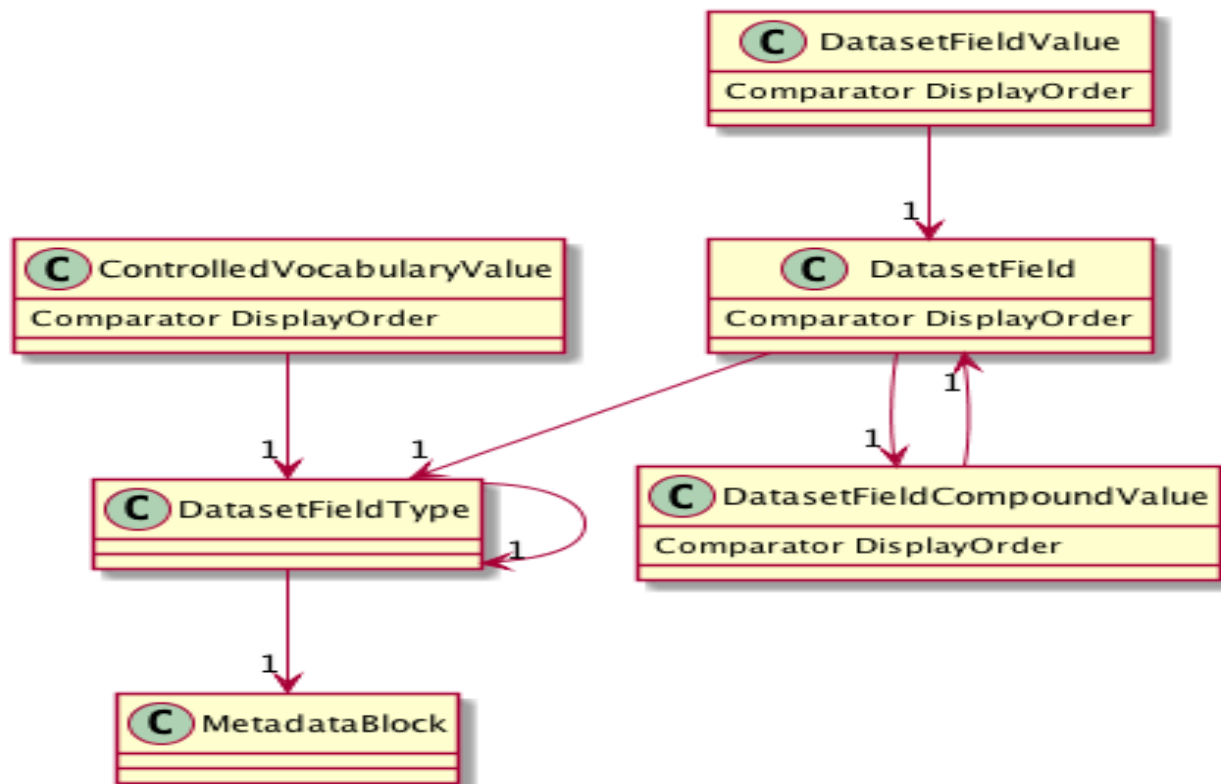 C DatasetFieldValue
Comparator DisplayOrder
1
C ControlledVocabularyValue
Comparator DisplayOrder
C DatasetField
Comparator DisplayOrder
1
1
1
1
C DatasetFieldType
1
C DatasetFieldCompoundValue
Comparator DisplayOrder
1
C MetadataBlock